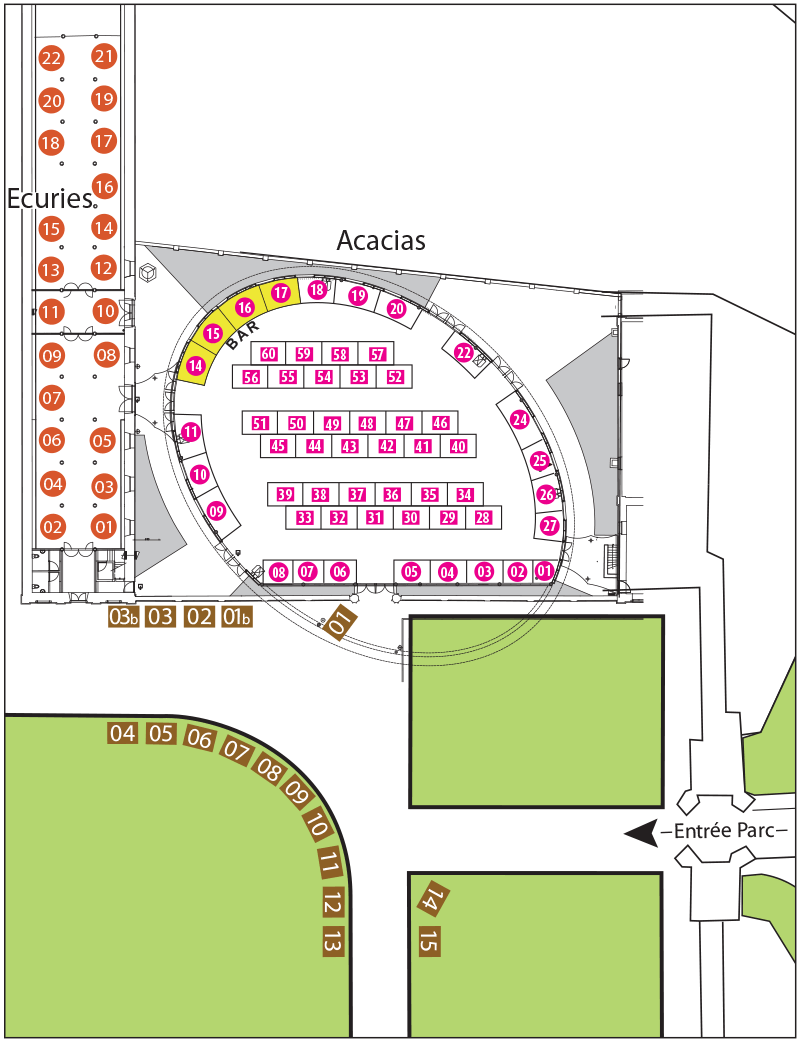 22 21
20 19
18 17
16
Ecuries
15 14
13 12
11 10
09 08
07
06 05
04 03
02 01
Acacias
14 15 16 17 18 19 20
BAR
22
24
25
26
27
11
10
09
60 59 58 57
56 55 54 53 52
51 50 49 48 47 46
45 44 43 42 41 40
39 38 37 36 35 34
33 32 31 30 29 28
08 07 06 05 04 03 02 01
03b 03 02 01b 01
04 05 06 07 08 09 10 11 12 13
Entrée Parc
14
15